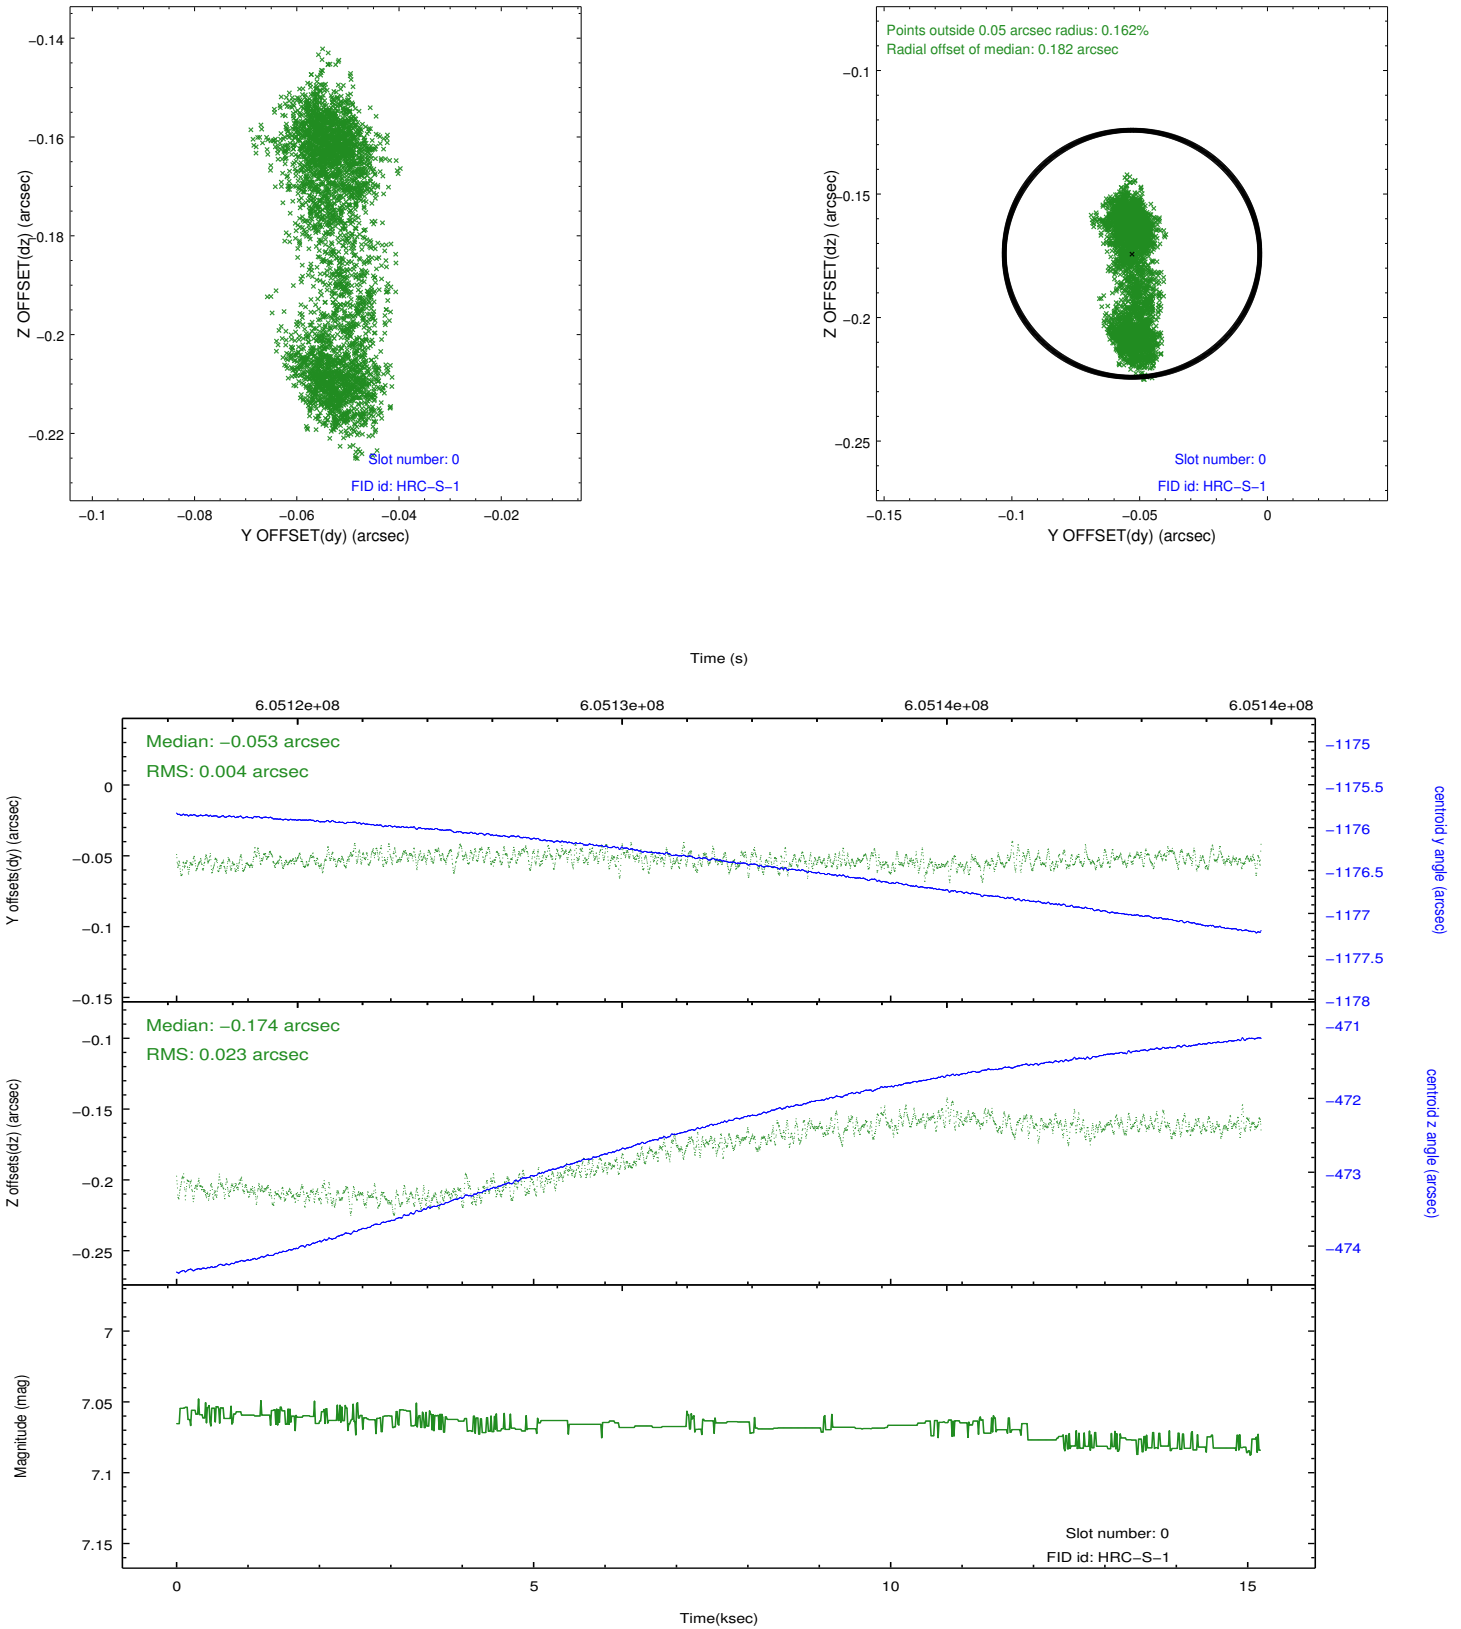 −0.14
−0.16
−0.18
−0.2
−0.22
Z OFFSET(dz) (arcsec)
Slot number: 0
FID id: HRC−S−1
−0.1 −0.08 −0.06 −0.04 −0.02
Y OFFSET(dy) (arcsec)
Points outside 0.05 arcsec radius: 0.162%
Radial offset of median: 0.182 arcsec
−0.1
−0.15
−0.2
−0.25
Z OFFSET(dz) (arcsec)
Slot number: 0
FID id: HRC−S−1
−0.15 −0.1 −0.05 0
Y OFFSET(dy) (arcsec)
Time (s)
6.0512e+08 6.0513e+08 6.0514e+08 6.0514e+08
Median: −0.053 arcsec
RMS: 0.004 arcsec
0
−0.05
−0.1
−0.15
Y offsets(dy) (arcsec)
−1175
−1175.5
−1176
−1176.5
−1177
−1177.5
−1178
centroid y angle (arcsec)
Median: −0.174 arcsec
RMS: 0.023 arcsec
−0.1
−0.15
−0.2
−0.25
Z offsets(dz) (arcsec)
−471
−472
−473
−474
centroid z angle (arcsec)
7
7.05
7.1
7.15
Magnitude (mag)
Slot number: 0
FID id: HRC−S−1
0 5 10 15
Time(ksec)